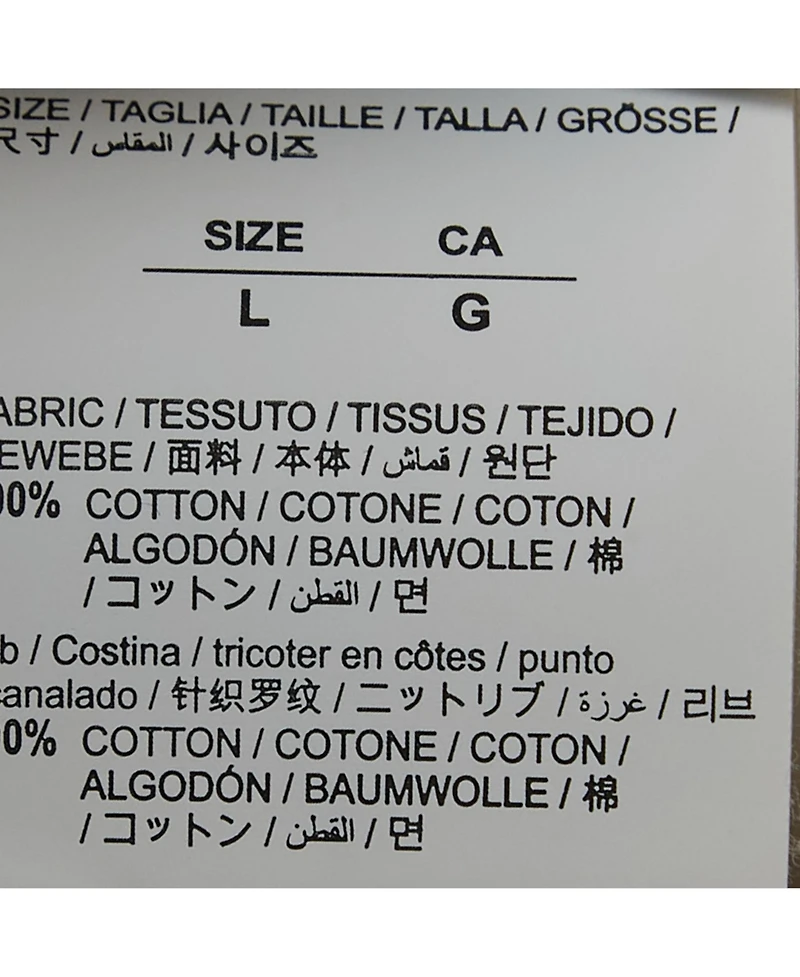 SIZE / TAGLIA / TAILLE / TALLA / GRÖSSE /
尺寸 / المقاس / 사이즈
SIZE CA
L G
ABRIC / TESSUTO / TISSUS / TEJIDO /
EWEBE / 面料 / 本体 / قماش / 원단
00% COTTON / COTONE / COTON /
ALGODÓN / BAUMWOLLE / 棉
/ コットン / القطن / 면
b / Costina / tricoter en côtes / punto
canalado / 针织罗纹 / ニットリブ / غرزة / 리브
0% COTTON / COTONE / COTON /
ALGODÓN / BAUMWOLLE / 棉
/ コットン / القطن / 면